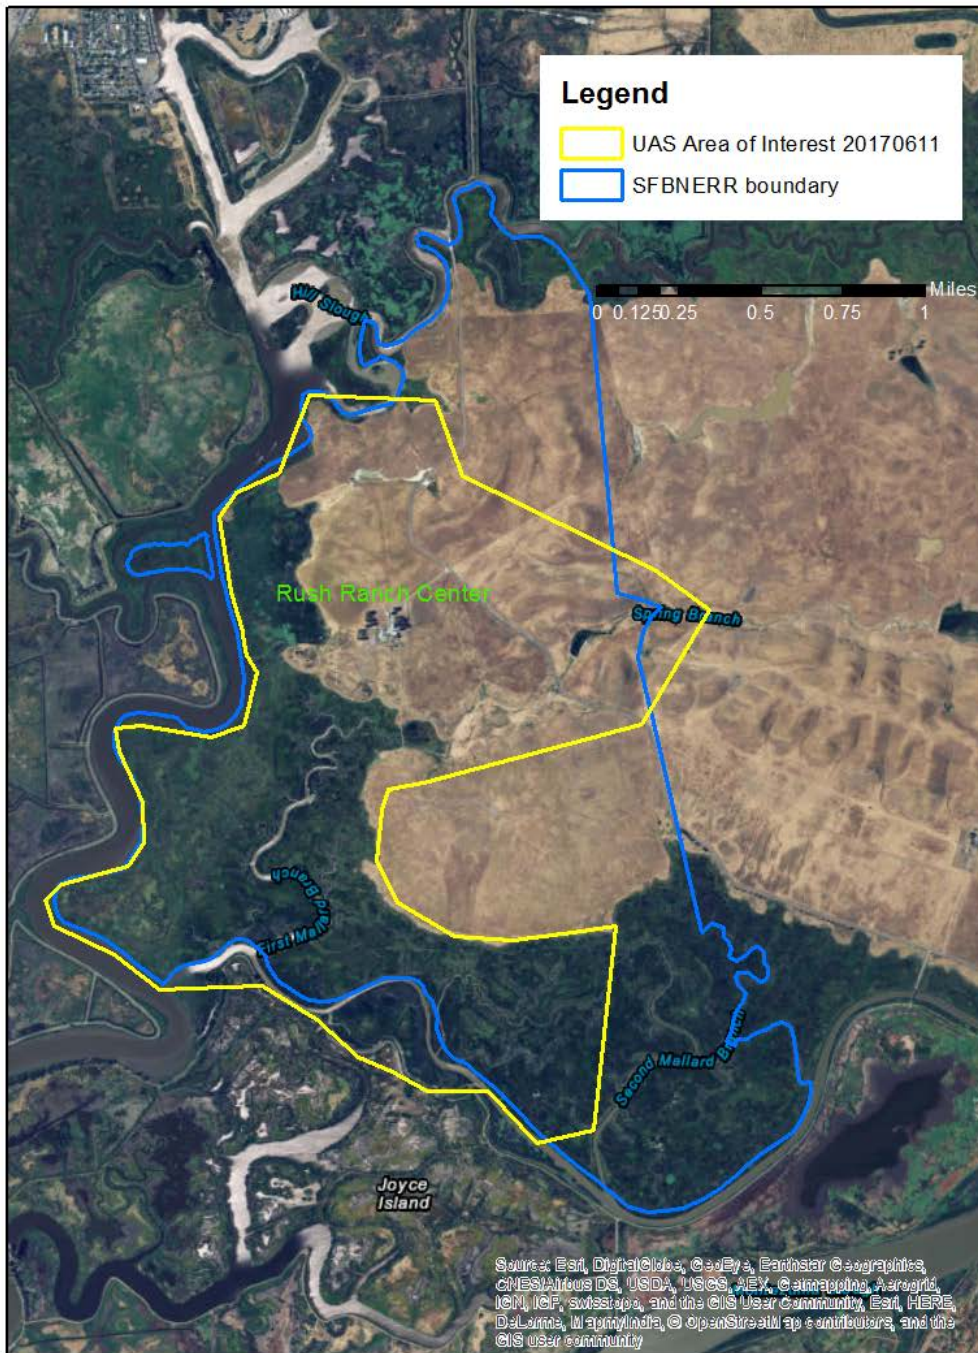 Legend
UAS Area of Interest 20170611
SFBNERR boundary
Miles
0 0.125 0.25 0.5 0.75 1
Hill Slough
Rush Ranch Center
Spring Branch
First Mallard Branch
Second Mallard Branch
Joyce
Island
Source: Esri, DigitalGlobe, GeoEye, Earthstar Geographics,
CNES/Airbus DS, USDA, USGS, AEX, Getmapping, Aerogrid,
IGN, IGP, swisstopo, and the GIS User Community, Esri, HERE,
DeLorme, MapmyIndia, © OpenStreetMap contributors, and the
GIS user community